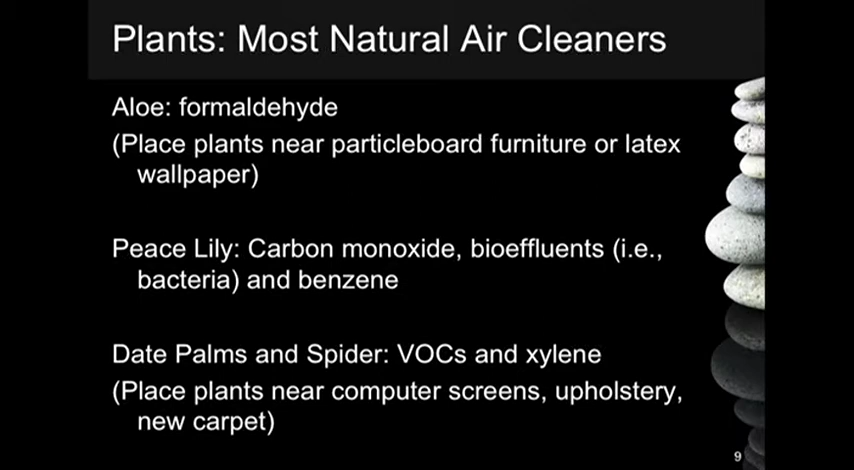 Plants: Most Natural Air Cleaners
Aloe: formaldehyde
(Place plants near particleboard furniture or latex
wallpaper)
Peace Lily: Carbon monoxide, bioeffluents (i.e.,
bacteria) and benzene
Date Palms and Spider: VOCs and xylene
(Place plants near computer screens, upholstery,
new carpet)
9